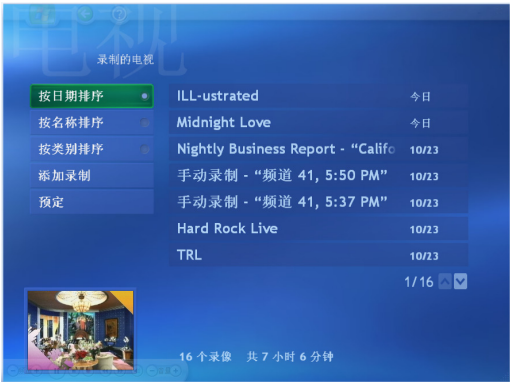 电视
录制的电视
按日期排序
按名称排序
按类别排序
添加录制
预定
ILL-ustrated 今日
Midnight Love 今日
Nightly Business Report - “Califo 10/23
手动录制 - “频道 41, 5:50 PM” 10/23
手动录制 - “频道 41, 5:37 PM” 10/23
Hard Rock Live 10/23
TRL 10/23
1/16
16 个录像 共 7 小时 6 分钟